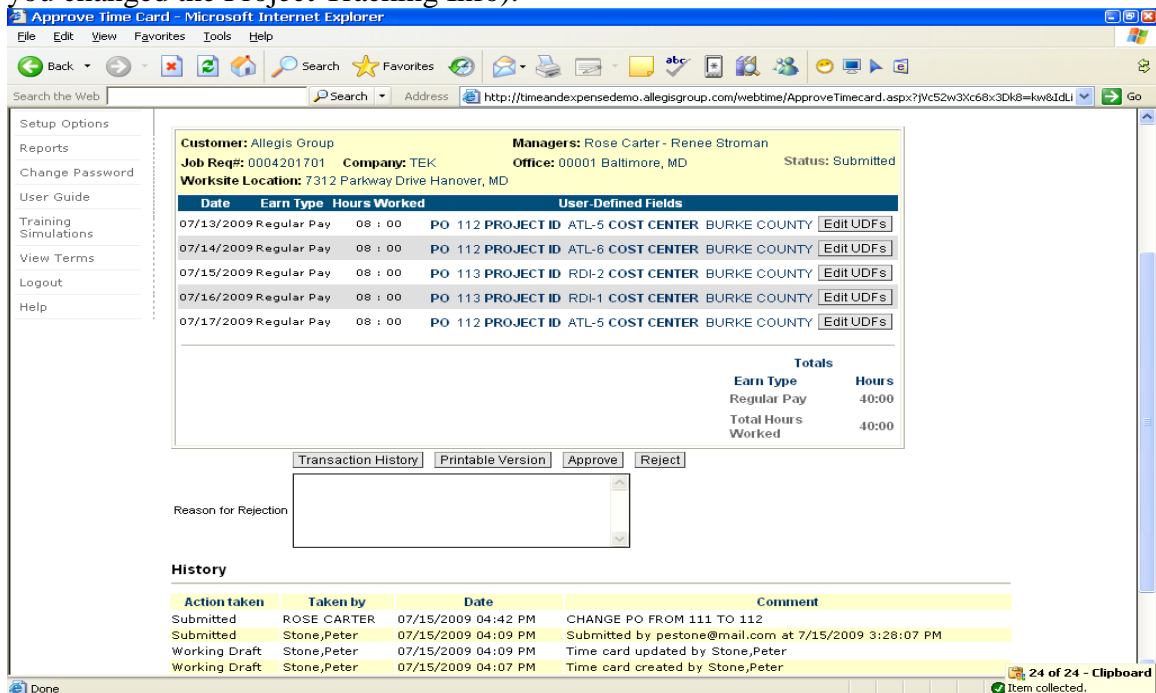 you changed the Project Tracking Info).
Approve Time Card - Microsoft Internet Explorer
File Edit View Favorites Tools Help
Back Search Favorites
Search the Web Search Address http://timeandexpensedemo.allegisgroup.com/webtime/ApproveTimecard.aspx?jVc52w3Xc68x3Dk8=kw&IdLi Go
Setup Options
Reports
Change Password
User Guide
Training Simulations
View Terms
Logout
Help
Customer: Allegis Group Managers: Rose Carter - Renee Stroman
Job Req#: 0004201701 Company: TEK Office: 00001 Baltimore, MD Status: Submitted
Worksite Location: 7312 Parkway Drive Hanover, MD
Date Earn Type Hours Worked User-Defined Fields
07/13/2009 Regular Pay 08 : 00 PO 112 PROJECT ID ATL-5 COST CENTER BURKE COUNTY Edit UDFs
07/14/2009 Regular Pay 08 : 00 PO 112 PROJECT ID ATL-6 COST CENTER BURKE COUNTY Edit UDFs
07/15/2009 Regular Pay 08 : 00 PO 113 PROJECT ID RDI-2 COST CENTER BURKE COUNTY Edit UDFs
07/16/2009 Regular Pay 08 : 00 PO 113 PROJECT ID RDI-1 COST CENTER BURKE COUNTY Edit UDFs
07/17/2009 Regular Pay 08 : 00 PO 112 PROJECT ID ATL-5 COST CENTER BURKE COUNTY Edit UDFs
Totals
Earn Type Hours
Regular Pay 40:00
Total Hours Worked 40:00
Transaction History Printable Version Approve Reject
Reason for Rejection
History
Action taken Taken by Date Comment
Submitted ROSE CARTER 07/15/2009 04:42 PM CHANGE PO FROM 111 TO 112
Submitted Stone,Peter 07/15/2009 04:09 PM Submitted by pestone@mail.com at 7/15/2009 3:28:07 PM
Working Draft Stone,Peter 07/15/2009 04:09 PM Time card updated by Stone,Peter
Working Draft Stone,Peter 07/15/2009 04:07 PM Time card created by Stone,Peter
24 of 24 - Clipboard
Item collected.
Done